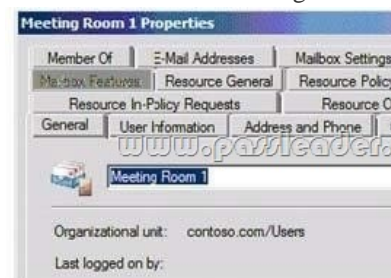 Meeting Room 1 Properties
Member Of E-Mail Addresses Mailbox Settings
Mailbox Features Resource General Resource Policy
Resource In-Policy Requests Resource O
General User Information Address and Phone
www.passleader.
Meeting Room 1
Organizational unit: contoso.com/Users
Last logged on by: